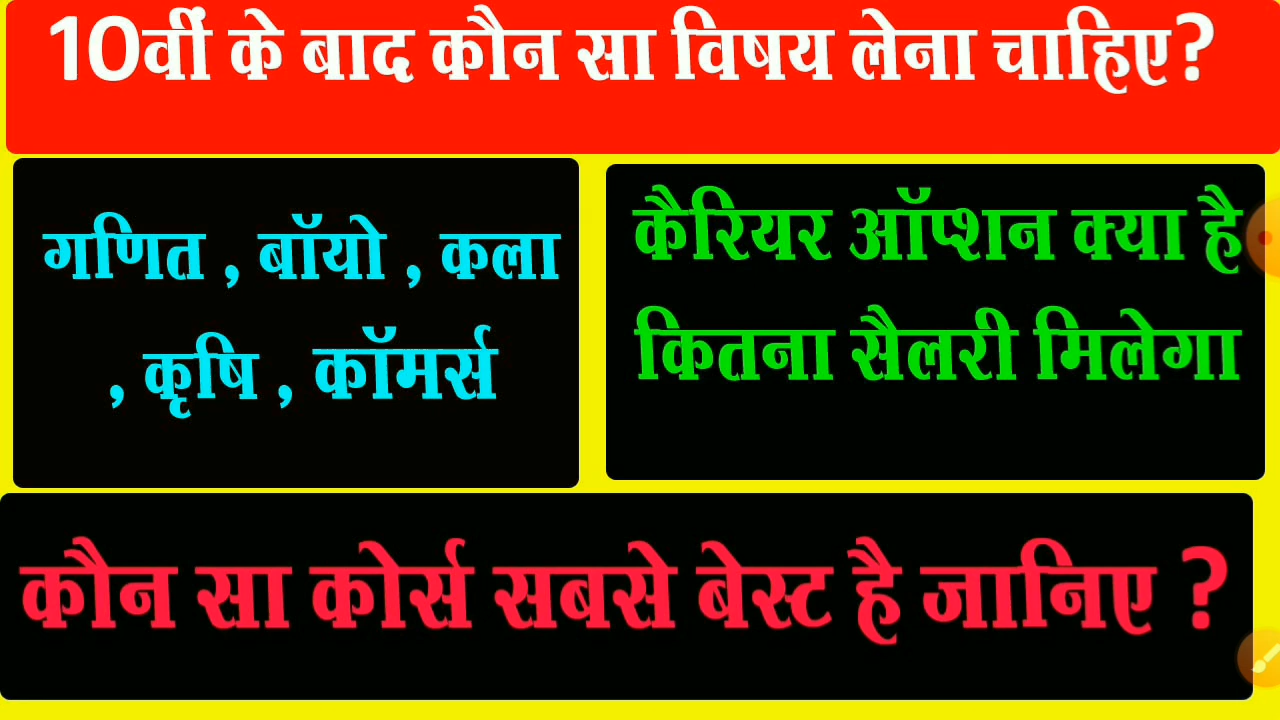 10वीं के बाद कौन सा विषय लेना चाहिए?
गणित , बॉयो , कला
, कृषि , कॉमर्स
कैरियर ऑप्शन क्या है
कितना सैलरी मिलेगा
कौन सा कोर्स सबसे बेस्ट है जानिए ?